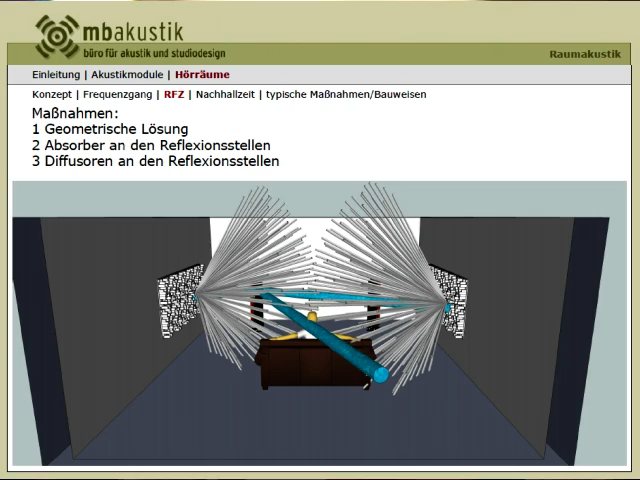 mbakustik
büro für akustik und studiodesign
Raumakustik
Einleitung | Akustikmodule | Hörräume
Konzept | Frequenzgang | RFZ | Nachhallzeit | typische Maßnahmen/Bauweisen
Maßnahmen:
1 Geometrische Lösung
2 Absorber an den Reflexionsstellen
3 Diffusoren an den Reflexionsstellen